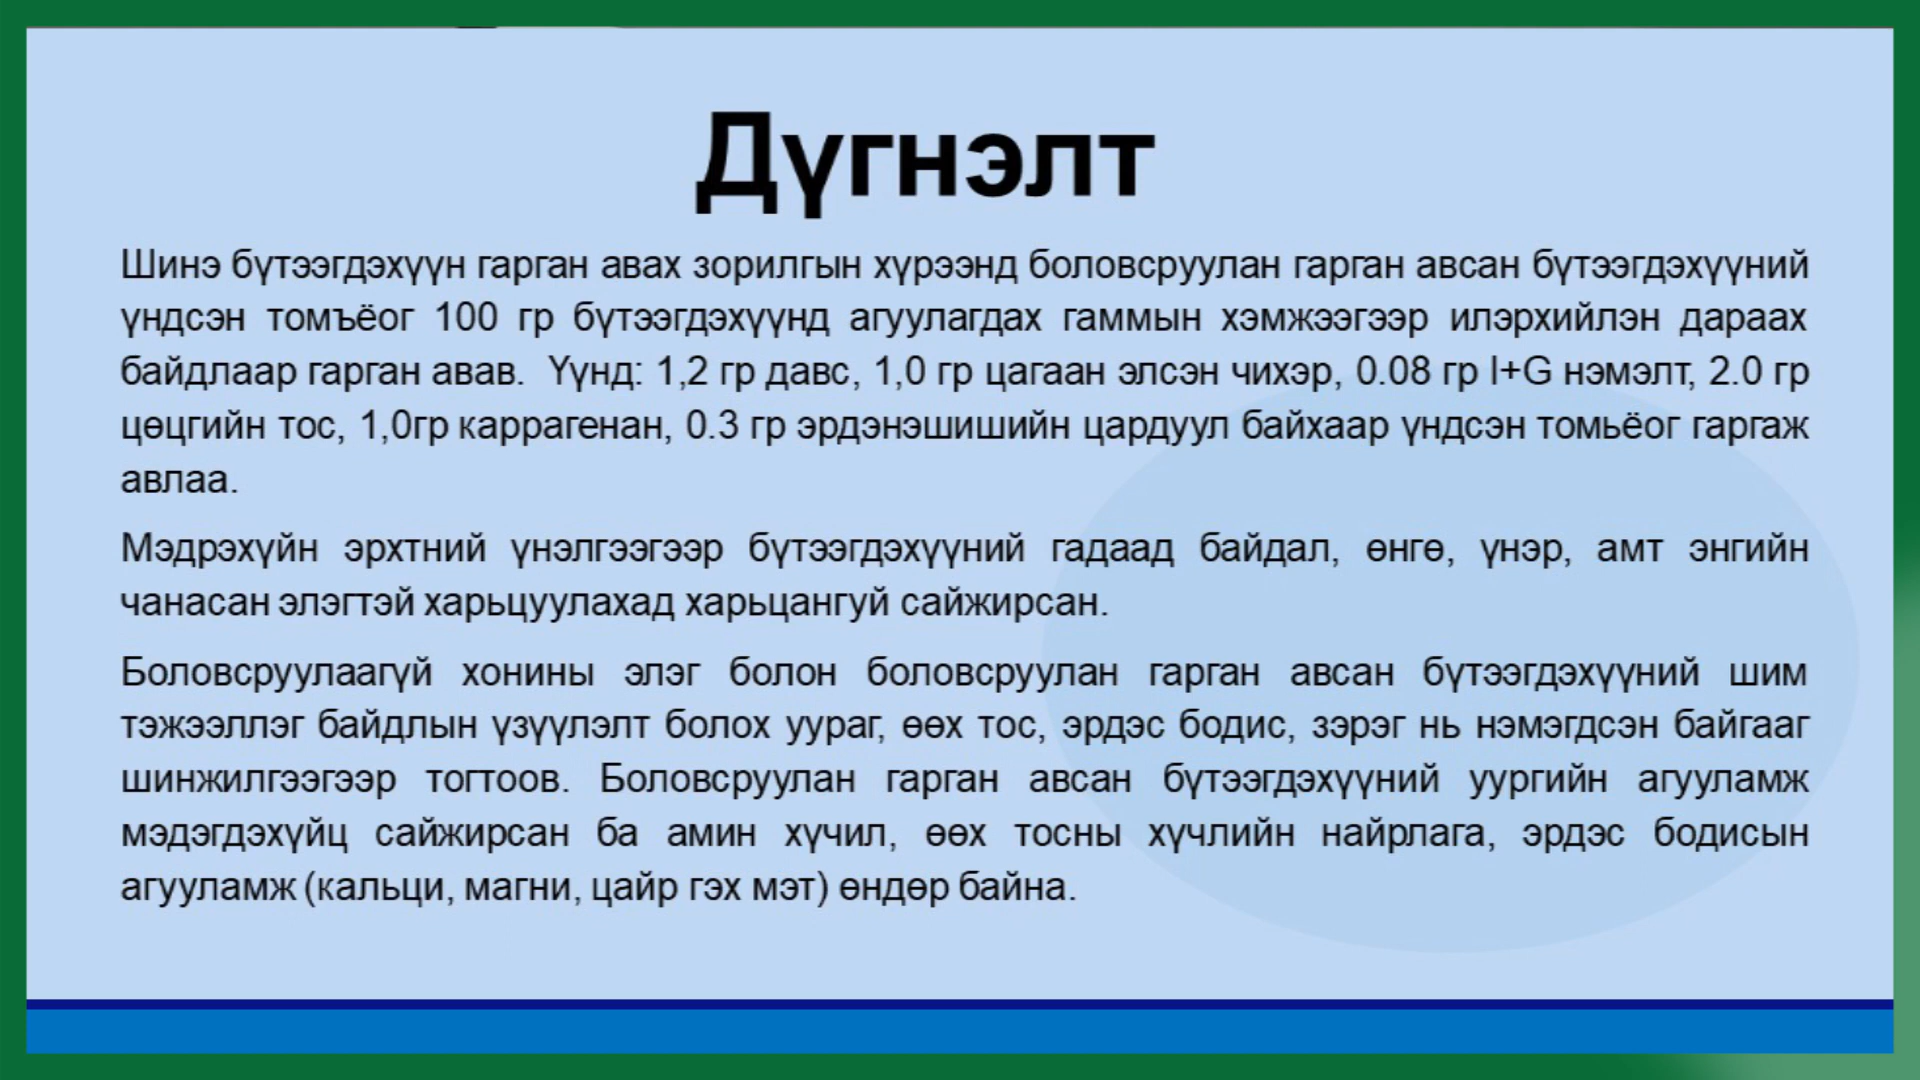 Дүгнэлт
Шинэ бүтээгдэхүүн гарган авах зорилгын хүрээнд боловсруулан гарган авсан бүтээгдэхүүний
үндсэн томъёог 100 гр бүтээгдэхүүнд агуулагдах гаммын хэмжээгээр илэрхийлэн дараах
байдлаар гарган авав. Үүнд: 1,2 гр давс, 1,0 гр цагаан элсэн чихэр, 0.08 гр I+G нэмэлт, 2.0 гр
цөцгийн тос, 1,0гр каррагенан, 0.3 гр эрдэнэшишийн цардуул байхаар үндсэн томьёог гаргаж
авлаа.
Мэдрэхүйн эрхтний үнэлгээгээр бүтээгдэхүүний гадаад байдал, өнгө, үнэр, амт энгийн
чанасан элэгтэй харьцуулахад харьцангуй сайжирсан.
Боловсруулаагүй хонины элэг болон боловсруулан гарган авсан бүтээгдэхүүний шим
тэжээллэг байдлын үзүүлэлт болох уураг, өөх тос, эрдэс бодис, зэрэг нь нэмэгдсэн байгааг
шинжилгээгээр тогтоов. Боловсруулан гарган авсан бүтээгдэхүүний уургийн агууламж
мэдэгдэхүйц сайжирсан ба амин хүчил, өөх тосны хүчлийн найрлага, эрдэс бодисын
агууламж (кальци, магни, цайр гэх мэт) өндөр байна.